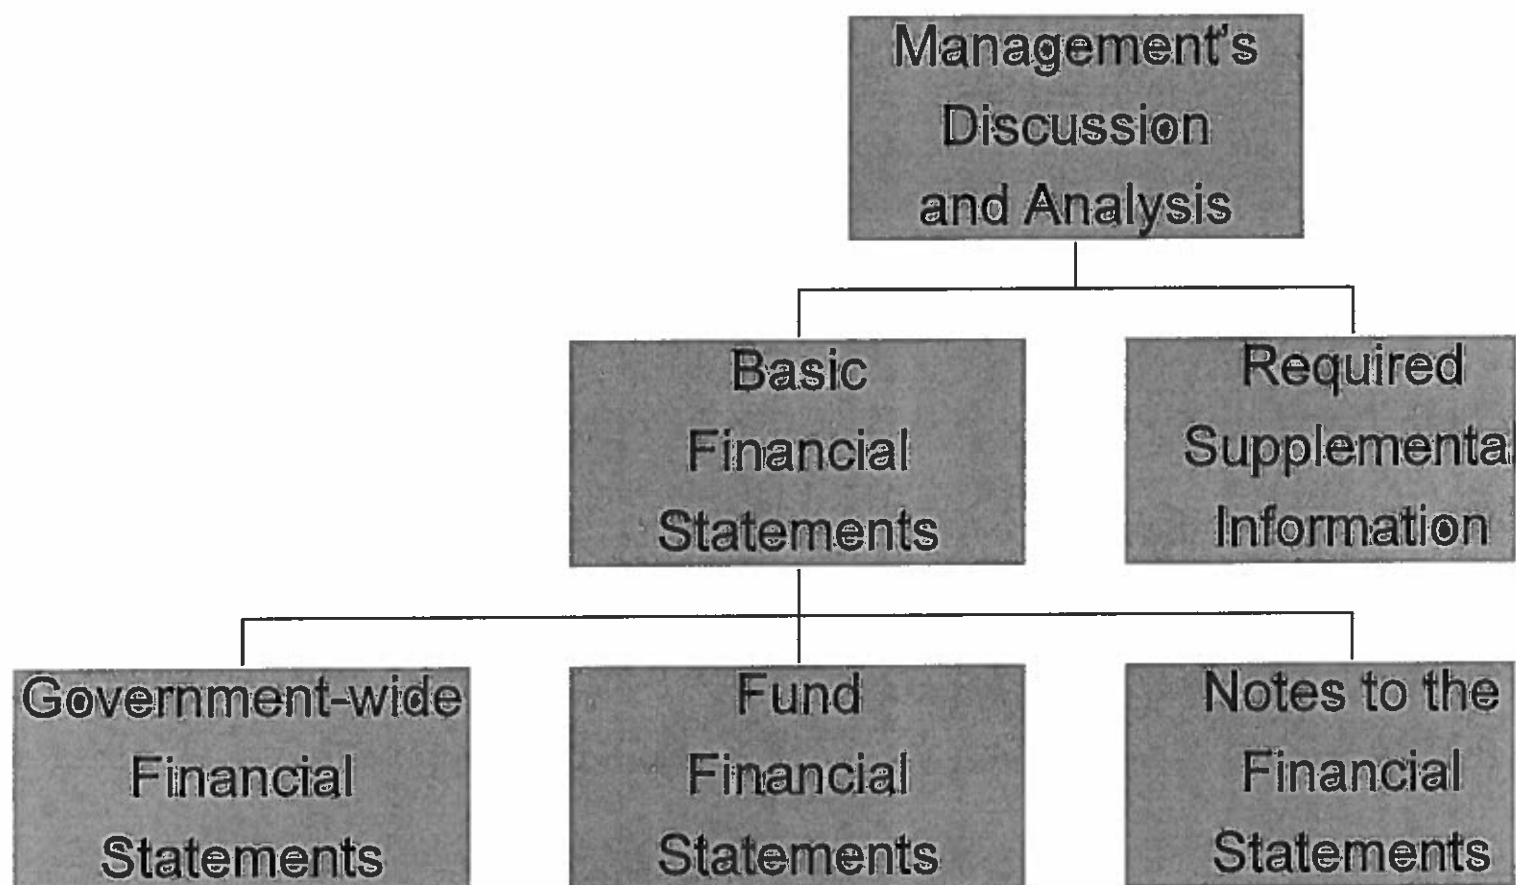 Management's
Discussion
and Analysis
Basic
Financial
Statements
Required
Supplemental
Information
Government-wide
Financial
Statements
Fund
Financial
Statements
Notes to the
Financial
Statements